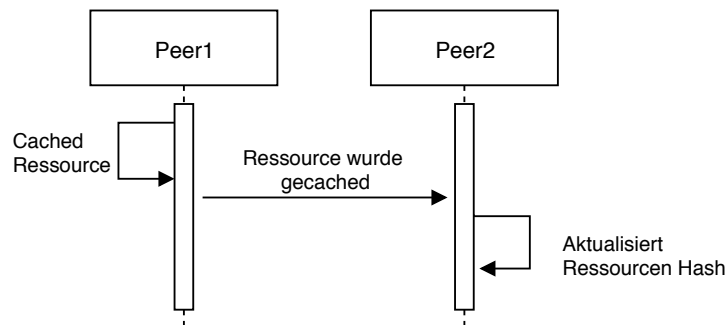 Peer1
Peer2
Cached
Ressource
Ressource wurde
gecached
Aktualisiert
Ressourcen Hash